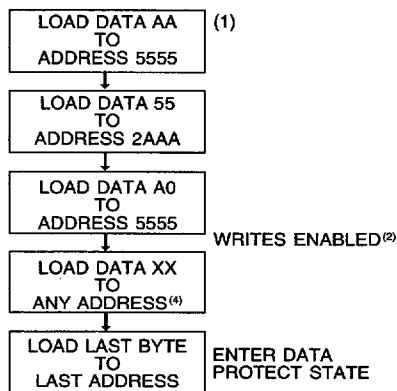 LOAD DATA AA
TO
ADDRESS 5555
(1)
LOAD DATA 55
TO
ADDRESS 2AAA
LOAD DATA A0
TO
ADDRESS 5555
WRITES ENABLED(2)
LOAD DATA XX
TO
ANY ADDRESS(4)
LOAD LAST BYTE
TO
LAST ADDRESS
ENTER DATA
PROTECT STATE